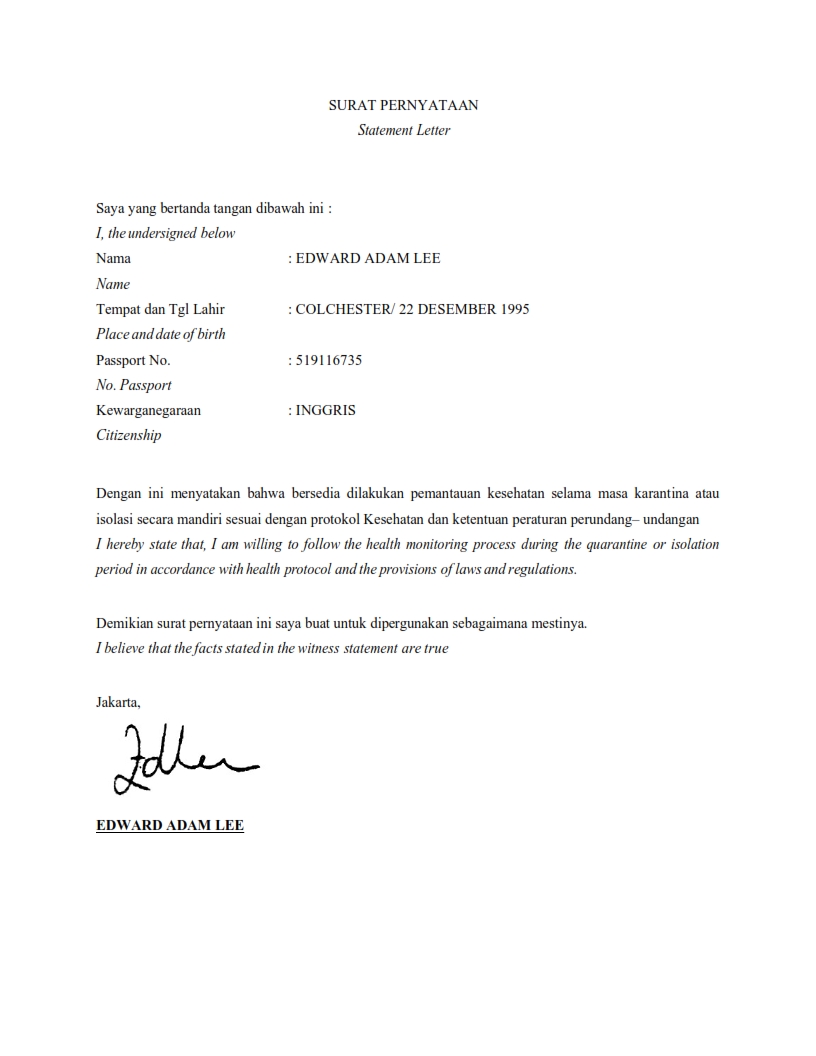 SURAT PERNYATAAN
Statement Letter
Saya yang bertanda tangan dibawah ini :
I, the undersigned below
Nama : EDWARD ADAM LEE
Name
Tempat dan Tgl Lahir : COLCHESTER/ 22 DESEMBER 1995
Place and date of birth
Passport No. : 519116735
No. Passport
Kewarganegaraan : INGGRIS
Citizenship
Dengan ini menyatakan bahwa bersedia dilakukan pemantauan kesehatan selama masa karantina atau
isolasi secara mandiri sesuai dengan protokol Kesehatan dan ketentuan peraturan perundang– undangan
I hereby state that, I am willing to follow the health monitoring process during the quarantine or isolation
period in accordance with health protocol and the provisions of laws and regulations.
Demikian surat pernyataan ini saya buat untuk dipergunakan sebagaimana mestinya.
I believe that the facts stated in the witness statement are true
Jakarta,
EDWARD ADAM LEE